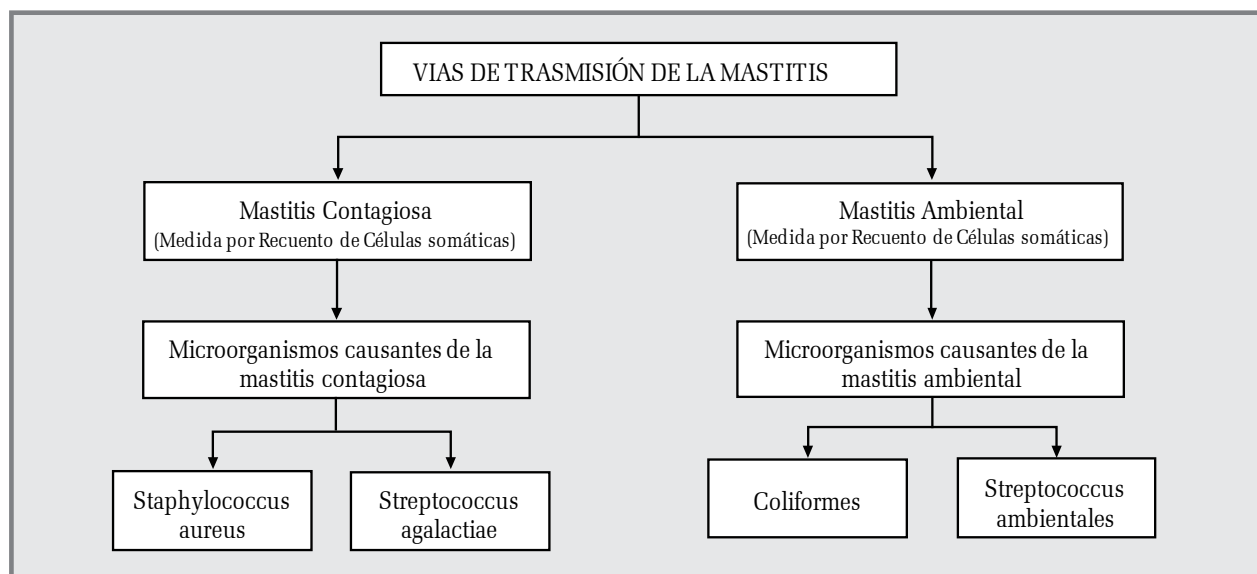 VIAS DE TRASMISIÓN DE LA MASTITIS
Mastitis Contagiosa
(Medida por Recuento de Células somáticas)
Mastitis Ambiental
(Medida por Recuento de Células somáticas)
Microorganismos causantes de la
mastitis contagiosa
Microorganismos causantes de la
mastitis ambiental
Staphylococcus
aureus
Streptococcus
agalactiae
Coliformes
Streptococcus
ambientales